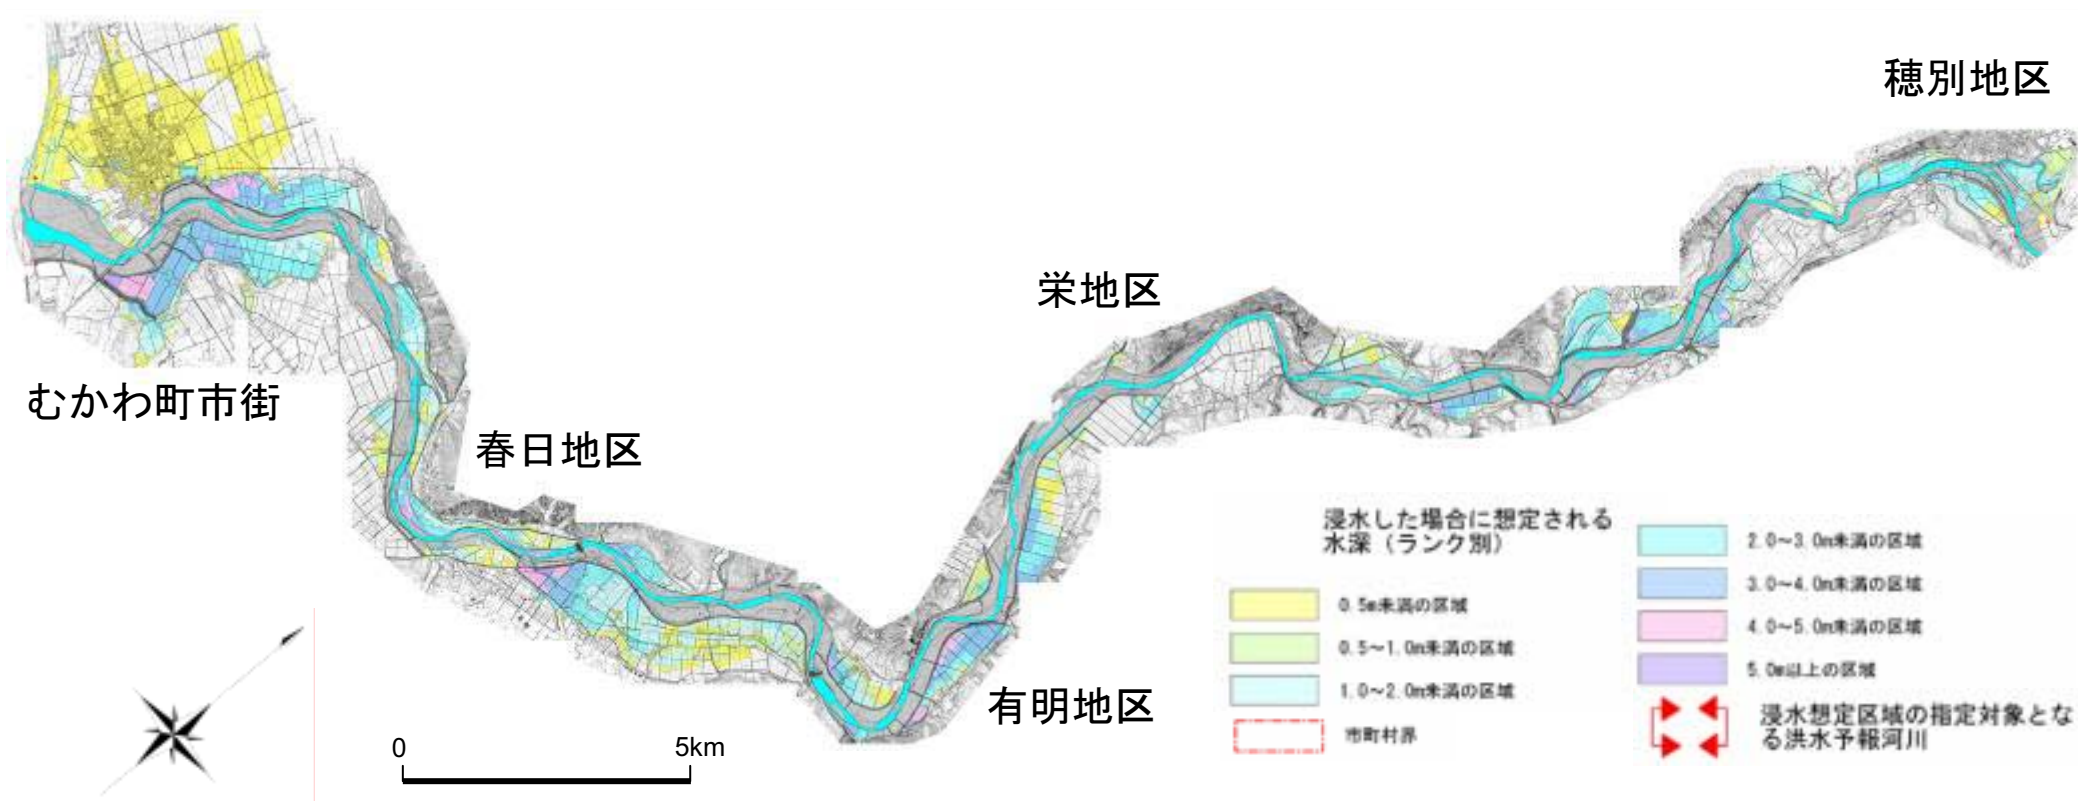 穂別地区
栄地区
むかわ町市街
春日地区
有明地区
0 5km
浸水した場合に想定される
水深（ランク別）
0.5m未満の区域
0.5～1.0m未満の区域
1.0～2.0m未満の区域
市町村界
2.0～3.0m未満の区域
3.0～4.0m未満の区域
4.0～5.0m未満の区域
5.0m以上の区域
浸水想定区域の指定対象とな
る洪水予報河川